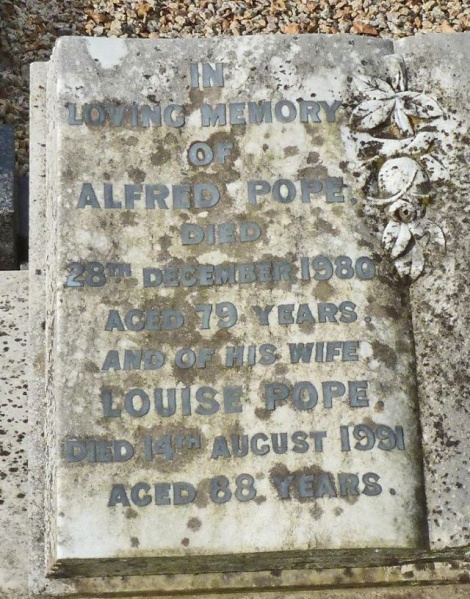 IN
LOVING MEMORY
OF
ALFRED POPE.
DIED
28TH DECEMBER 1980
AGED 79 YEARS.
AND OF HIS WIFE
LOUISE POPE.
DIED 14TH AUGUST 1991
AGED 88 YEARS.